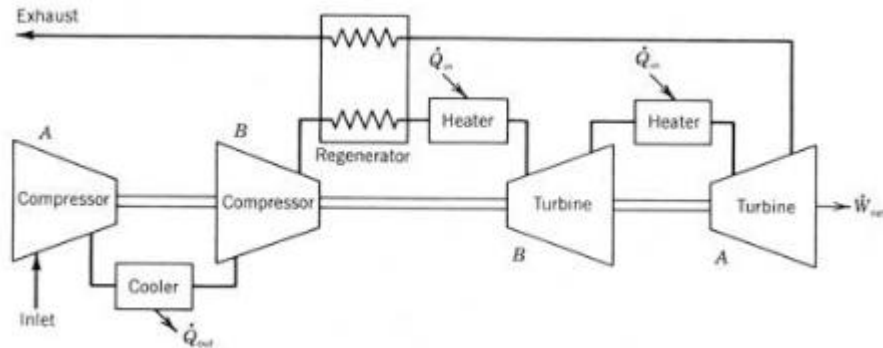 Exhaust
Q̇in
Q̇in
A
B
Heater
Heater
Regenerator
Compressor
Compressor
Turbine
Turbine
Ẇnet
B
A
Cooler
Inlet
Q̇out